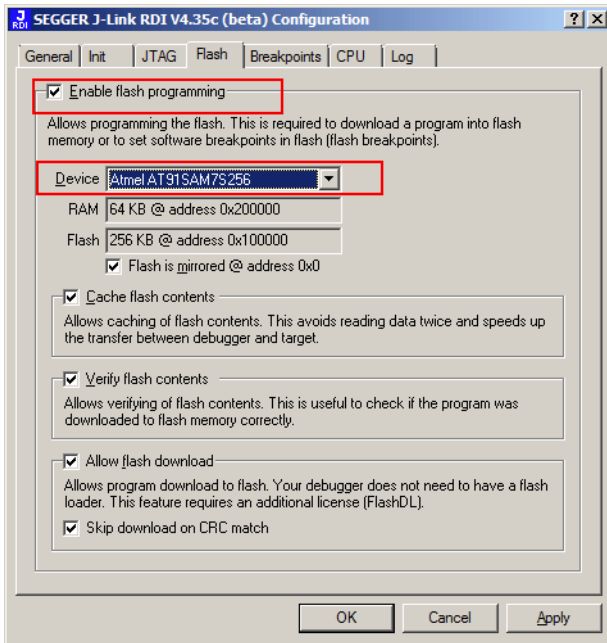 J RDI SEGGER J-Link RDI V4.35c (beta) Configuration
General Init JTAG Flash Breakpoints CPU Log
Enable flash programming
Allows programming the flash. This is required to download a program into flash
memory or to set software breakpoints in flash (flash breakpoints).
Device Atmel AT91SAM7S256
RAM 64 KB @ address 0x200000
Flash 256 KB @ address 0x100000
Flash is mirrored @ address 0x0
Cache flash contents
Allows caching of flash contents. This avoids reading data twice and speeds up
the transfer between debugger and target.
Verify flash contents
Allows verifying of flash contents. This is useful to check if the program was
downloaded to flash memory correctly.
Allow flash download
Allows program download to flash. Your debugger does not need to have a flash
loader. This feature requires an additional license (FlashDL).
Skip download on CRC match
OK Cancel Apply